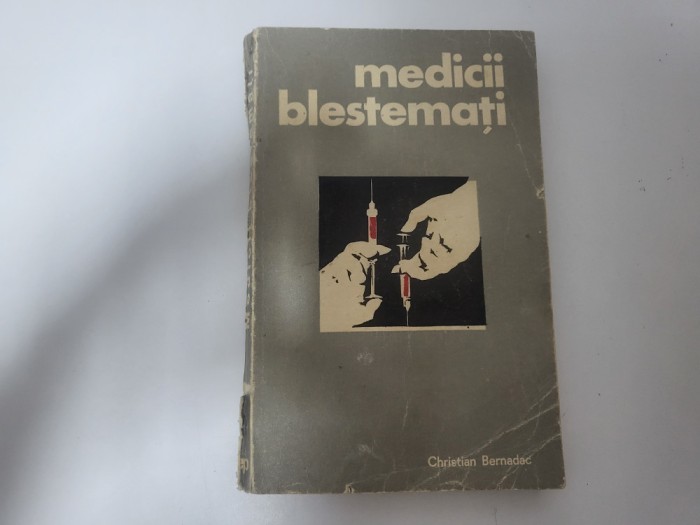 medicii
blestemați
Christian Bernadac